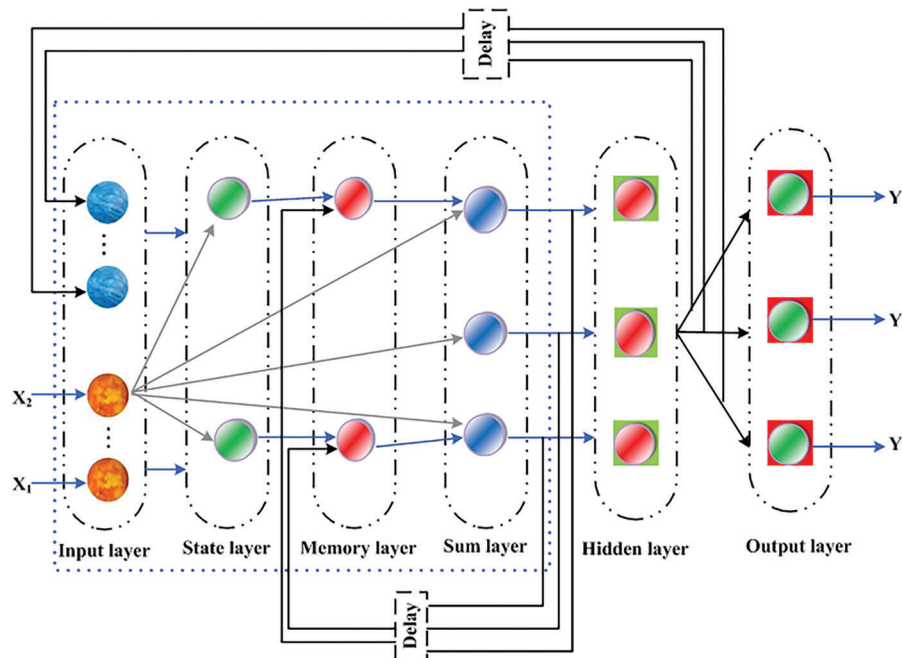 Delay
Y
Y
X₂
X₁
Y
Input layer
State layer
Memory layer
Sum layer
Hidden layer
Output layer
Delay